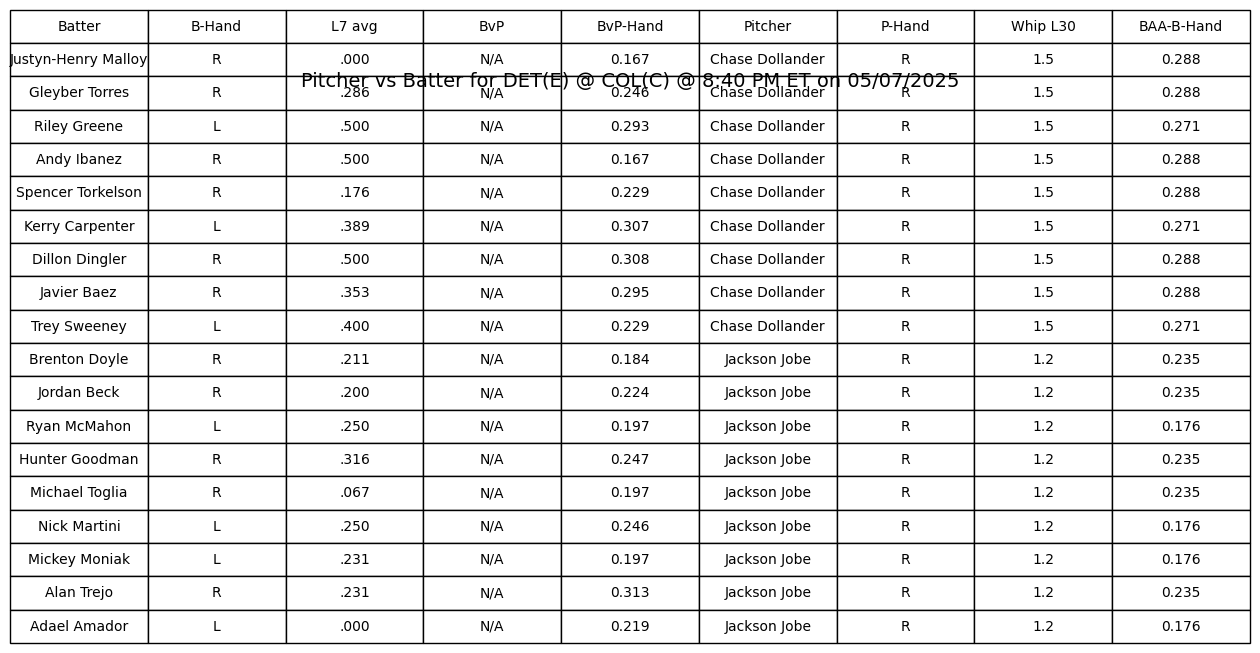 Batter B-Hand L7 avg BvP BvP-Hand Pitcher P-Hand Whip L30 BAA-B-Hand
Justyn-Henry Malloy R .000 N/A 0.167 Chase Dollander R 1.5 0.288
Pitcher vs Batter for DET(E) @ COL(C) @ 8:40 PM ET on 05/07/2025
Gleyber Torres R .286 N/A 0.246 Chase Dollander R 1.5 0.288
Riley Greene L .500 N/A 0.293 Chase Dollander R 1.5 0.271
Andy Ibanez R .500 N/A 0.167 Chase Dollander R 1.5 0.288
Spencer Torkelson R .176 N/A 0.229 Chase Dollander R 1.5 0.288
Kerry Carpenter L .389 N/A 0.307 Chase Dollander R 1.5 0.271
Dillon Dingler R .500 N/A 0.308 Chase Dollander R 1.5 0.288
Javier Baez R .353 N/A 0.295 Chase Dollander R 1.5 0.288
Trey Sweeney L .400 N/A 0.229 Chase Dollander R 1.5 0.271
Brenton Doyle R .211 N/A 0.184 Jackson Jobe R 1.2 0.235
Jordan Beck R .200 N/A 0.224 Jackson Jobe R 1.2 0.235
Ryan McMahon L .250 N/A 0.197 Jackson Jobe R 1.2 0.176
Hunter Goodman R .316 N/A 0.247 Jackson Jobe R 1.2 0.235
Michael Toglia R .067 N/A 0.197 Jackson Jobe R 1.2 0.235
Nick Martini L .250 N/A 0.246 Jackson Jobe R 1.2 0.176
Mickey Moniak L .231 N/A 0.197 Jackson Jobe R 1.2 0.176
Alan Trejo R .231 N/A 0.313 Jackson Jobe R 1.2 0.235
Adael Amador L .000 N/A 0.219 Jackson Jobe R 1.2 0.176